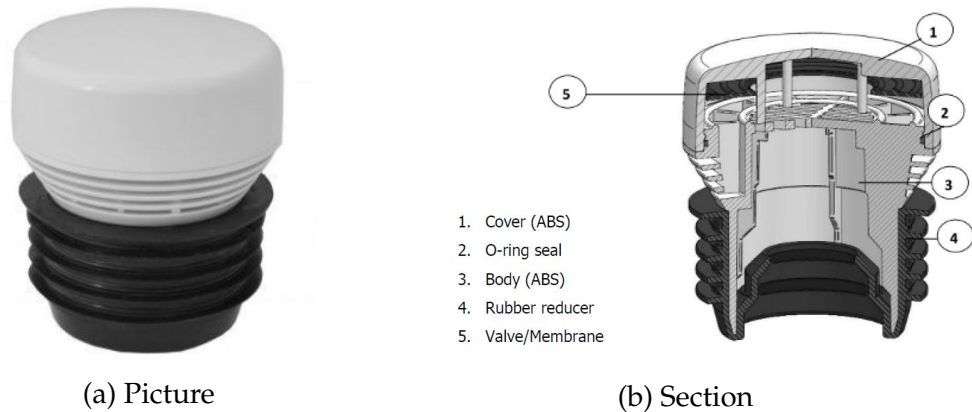 1
5
2
3
4
1. Cover (ABS)
2. O-ring seal
3. Body (ABS)
4. Rubber reducer
5. Valve/Membrane
(a) Picture
(b) Section